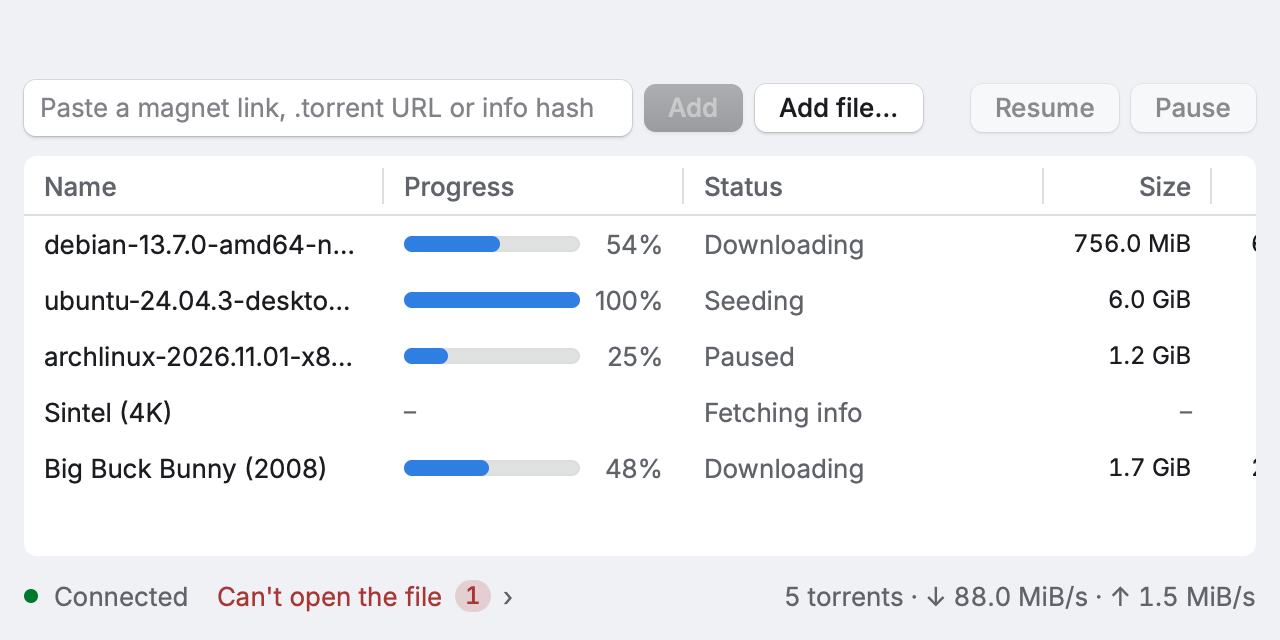 Paste a magnet link, .torrent URL or info hash Add Add file... Resume Pause
Name Progress Status Size
debian-13.7.0-amd64-n... 54% Downloading 756.0 MiB
ubuntu-24.04.3-deskto... 100% Seeding 6.0 GiB
archlinux-2026.11.01-x8... 25% Paused 1.2 GiB
Sintel (4K) – Fetching info –
Big Buck Bunny (2008) 48% Downloading 1.7 GiB
Connected Can't open the file 1 › 5 torrents · ↓ 88.0 MiB/s · ↑ 1.5 MiB/s